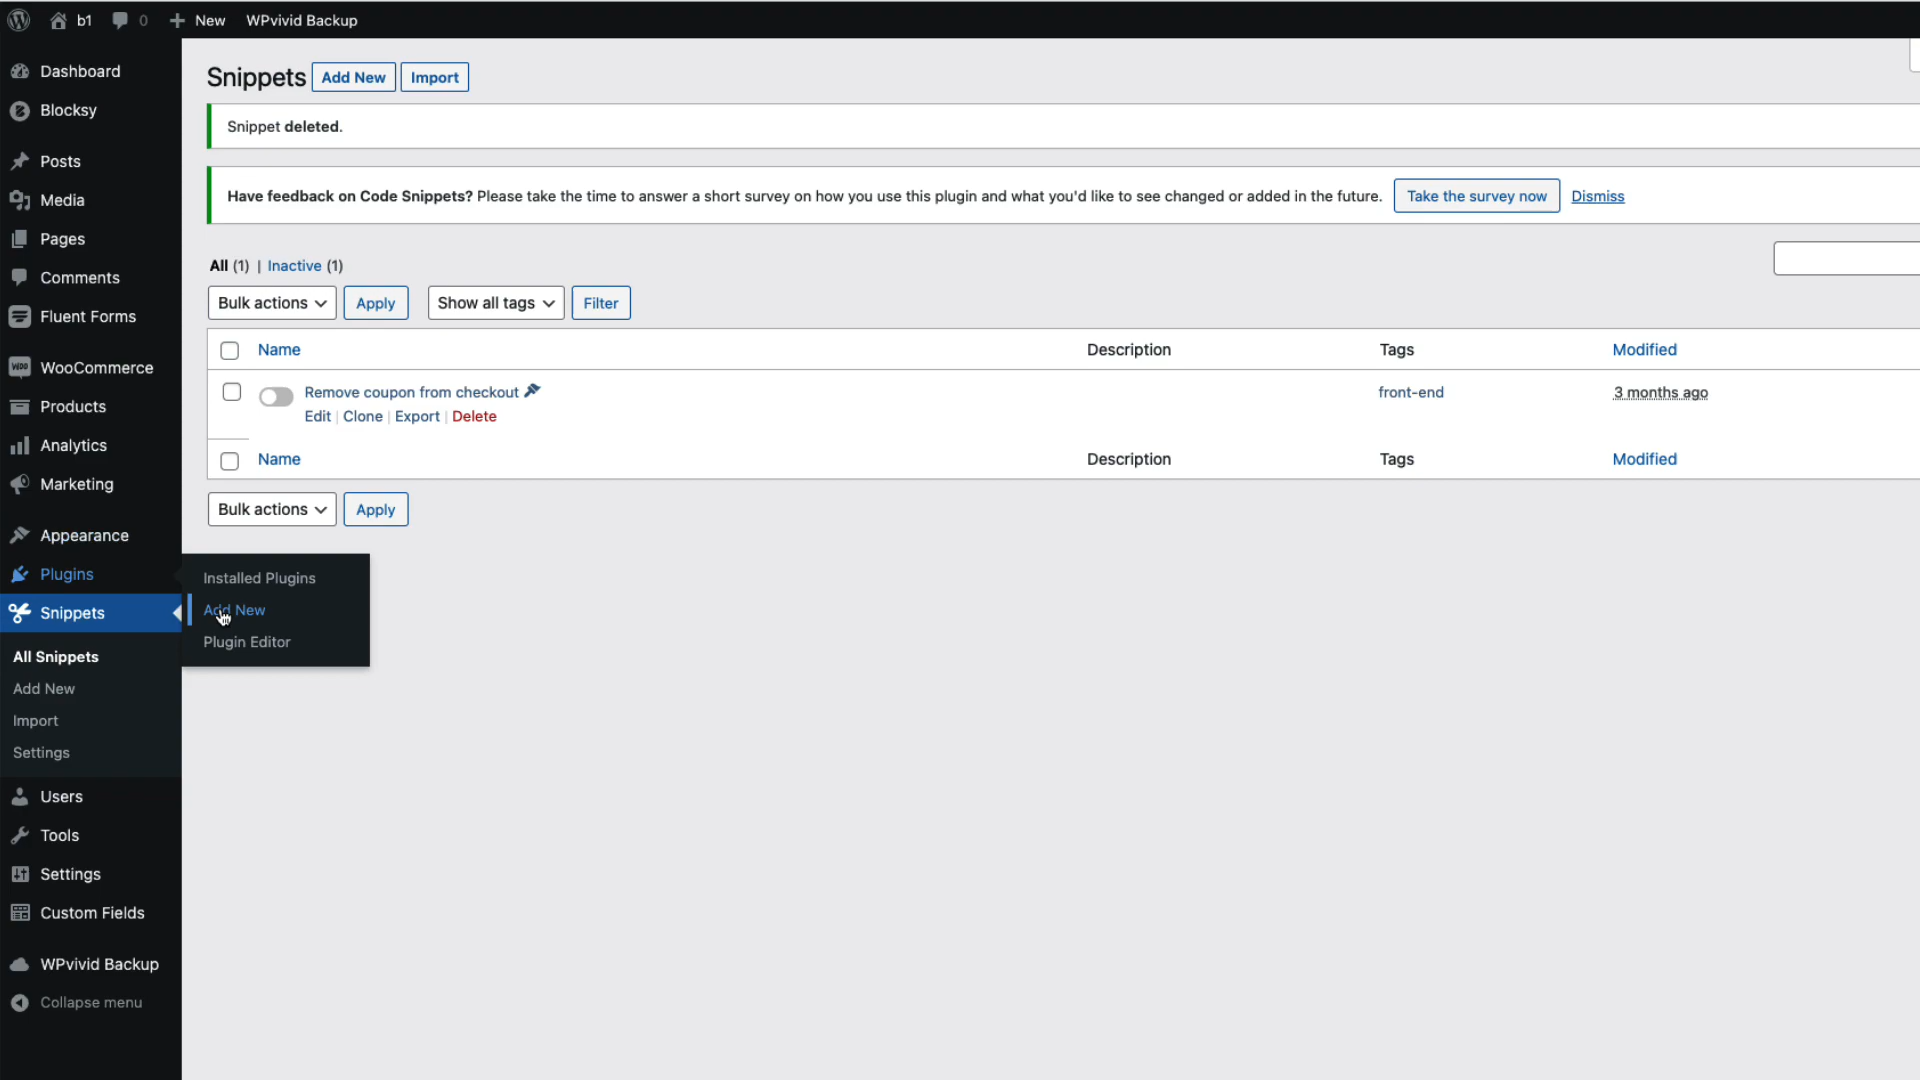 b1 0 New WPvivid Backup
Dashboard
Blocksy
Posts
Media
Pages
Comments
Fluent Forms
WooCommerce
Products
Analytics
Marketing
Appearance
Plugins
Snippets
All Snippets
Add New
Import
Settings
Users
Tools
Settings
Custom Fields
WPvivid Backup
Collapse menu
Installed Plugins
Add New
Plugin Editor
Snippets Add New Import
Snippet deleted.
Have feedback on Code Snippets? Please take the time to answer a short survey on how you use this plugin and what you'd like to see changed or added in the future. Take the survey now Dismiss
All (1) | Inactive (1)
Bulk actions Apply Show all tags Filter
Name Description Tags Modified
Remove coupon from checkout front-end 3 months ago
Edit | Clone | Export | Delete
Name Description Tags Modified
Bulk actions Apply